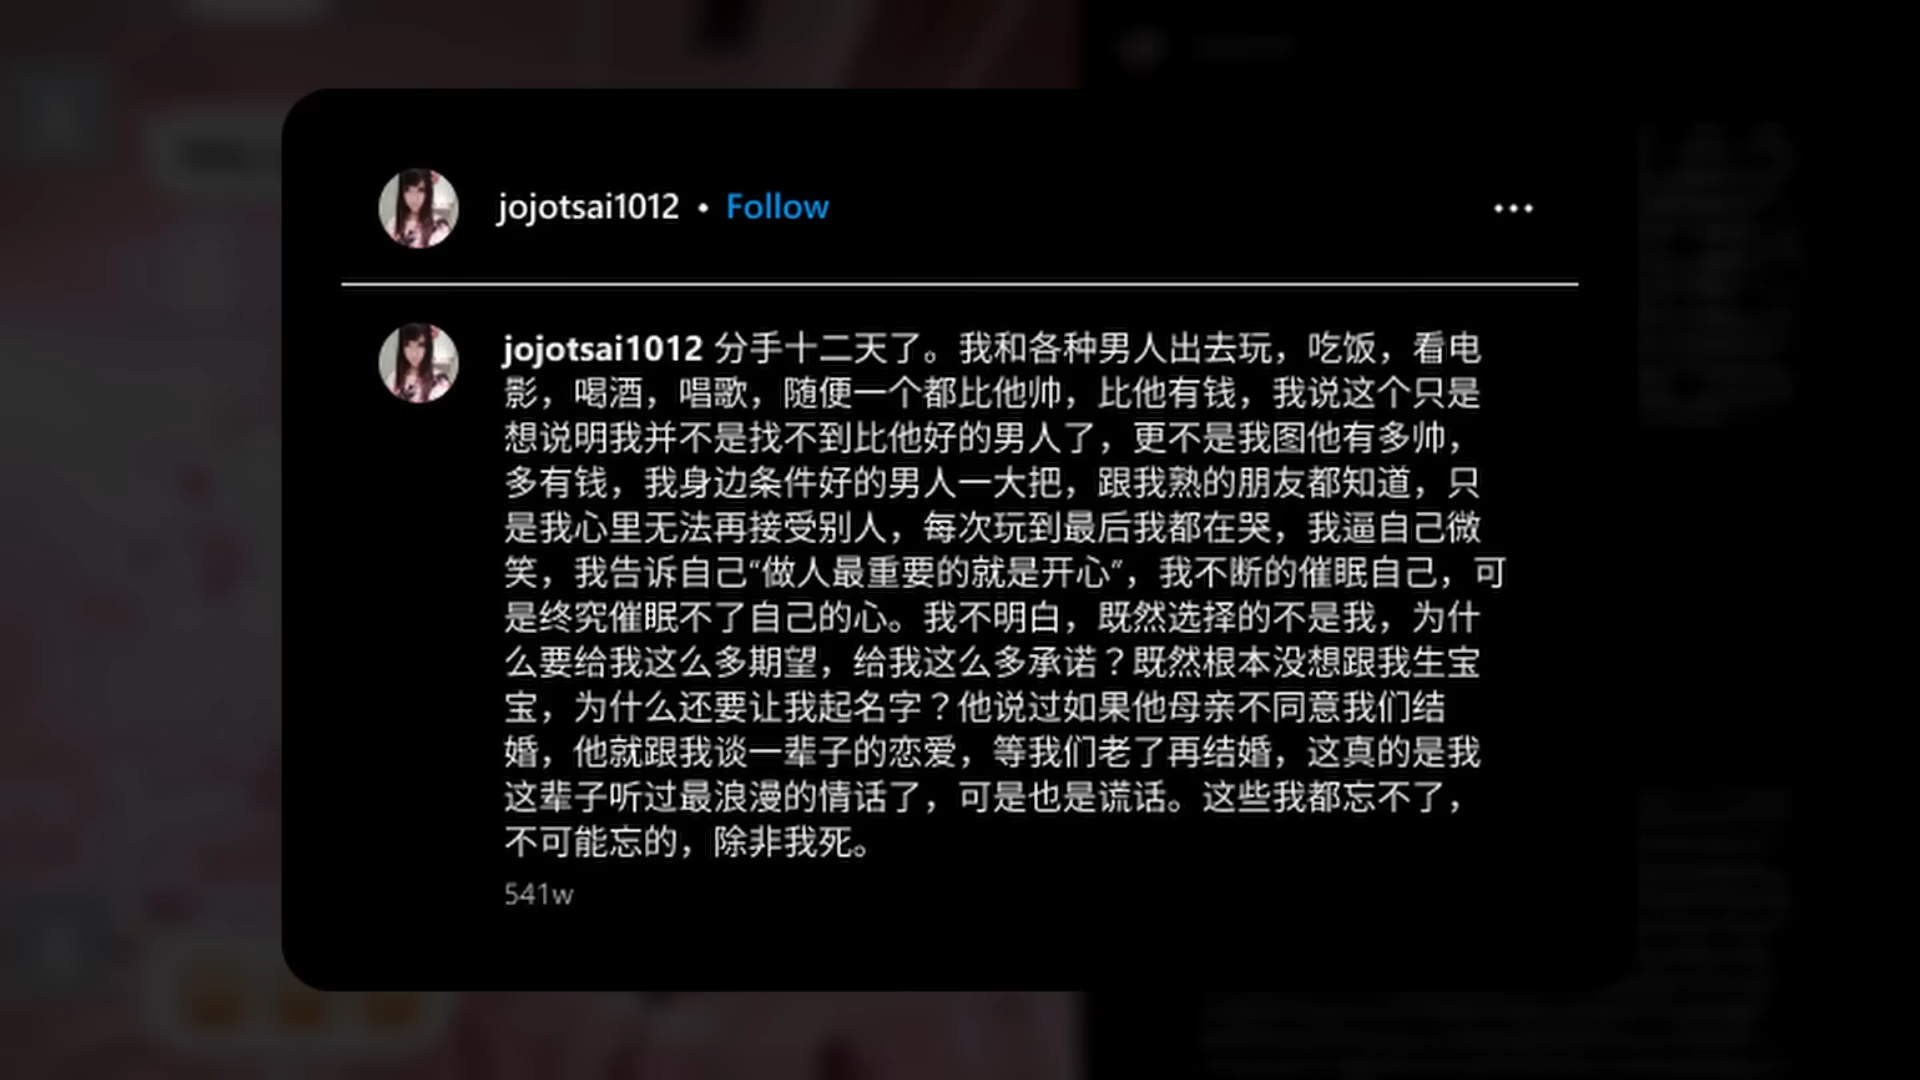 jojotsai1012 • Follow
jojotsai1012 分手十二天了。我和各种男人出去玩，吃饭，看电
影，喝酒，唱歌，随便一个都比他帅，比他有钱，我说这个只是
想说明我并不是找不到比他好的男人了，更不是我图他有多帅，
多有钱，我身边条件好的男人一大把，跟我熟的朋友都知道，只
是我心里无法再接受别人，每次玩到最后我都在哭，我逼自己微
笑，我告诉自己“做人最重要的就是开心”，我不断的催眠自己，可
是终究催眠不了自己的心。我不明白，既然选择的不是我，为什
么要给我这么多期望，给我这么多承诺？既然根本没想跟我生宝
宝，为什么还要让我起名字？他说过如果他母亲不同意我们结
婚，他就跟我谈一辈子的恋爱，等我们老了再结婚，这真的是我
这辈子听过最浪漫的情话了，可是也是谎话。这些我都忘不了，
不可能忘的，除非我死。
541w